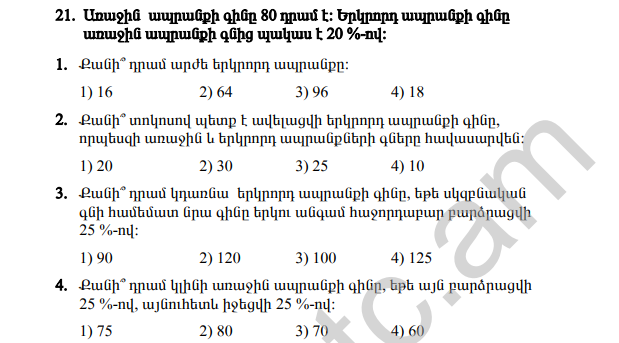 21. Առաջին ապրանքի գինը 80 դրամ է: Երկրորդ ապրանքի գինը
առաջին ապրանքի գնից պակաս է 20 %-ով:
1. Քանի՞ դրամ արժե երկրորդ ապրանքը:
1) 16 2) 64 3) 96 4) 18
2. Քանի՞ տոկոսով պետք է ավելացվի երկրորդ ապրանքի գինը,
որպեսզի առաջին և երկրորդ ապրանքների գները հավասարվեն:
1) 20 2) 30 3) 25 4) 10
3. Քանի՞ դրամ կդառնա երկրորդ ապրանքի գինը, եթե սկզբնական
գնի համեմատ նրա գինը երկու անգամ հաջորդաբար բարձրացվի
25 %-ով:
1) 90 2) 120 3) 100 4) 125
4. Քանի՞ դրամ կլինի առաջին ապրանքի գինը, եթե այն բարձրացվի
25 %-ով, այնուհետև իջեցվի 25 %-ով:
1) 75 2) 80 3) 70 4) 60
tc.am